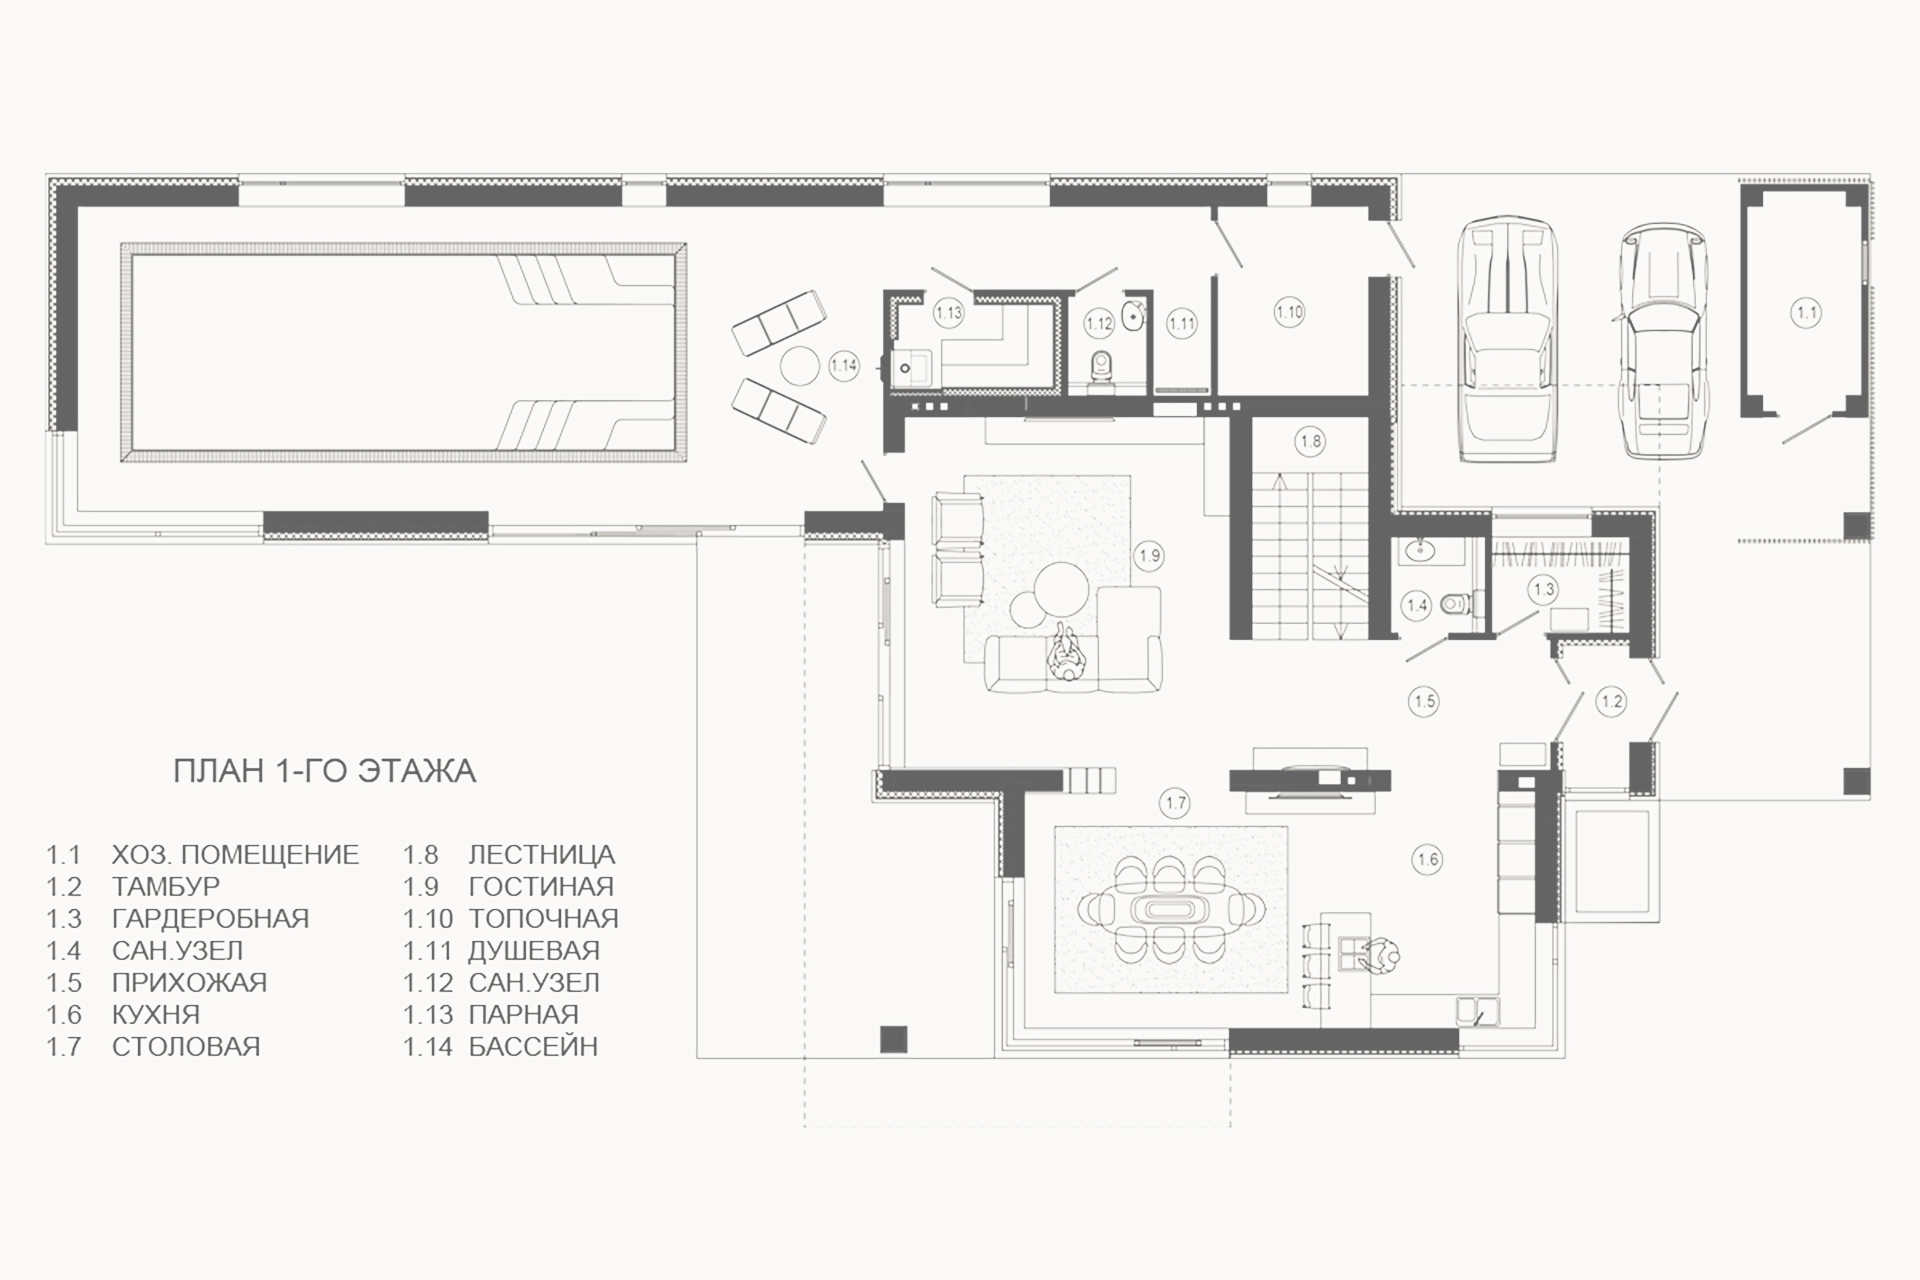 1.13
1.12
1.11
1.10
1.1
1.14
1.8
1.9
1.4
1.3
1.5
1.2
1.7
1.6
ПЛАН 1-ГО ЭТАЖА
1.1 ХОЗ. ПОМЕЩЕНИЕ
1.2 ТАМБУР
1.3 ГАРДЕРОБНАЯ
1.4 САН.УЗЕЛ
1.5 ПРИХОЖАЯ
1.6 КУХНЯ
1.7 СТОЛОВАЯ
1.8 ЛЕСТНИЦА
1.9 ГОСТИНАЯ
1.10 ТОПОЧНАЯ
1.11 ДУШЕВАЯ
1.12 САН.УЗЕЛ
1.13 ПАРНАЯ
1.14 БАССЕЙН